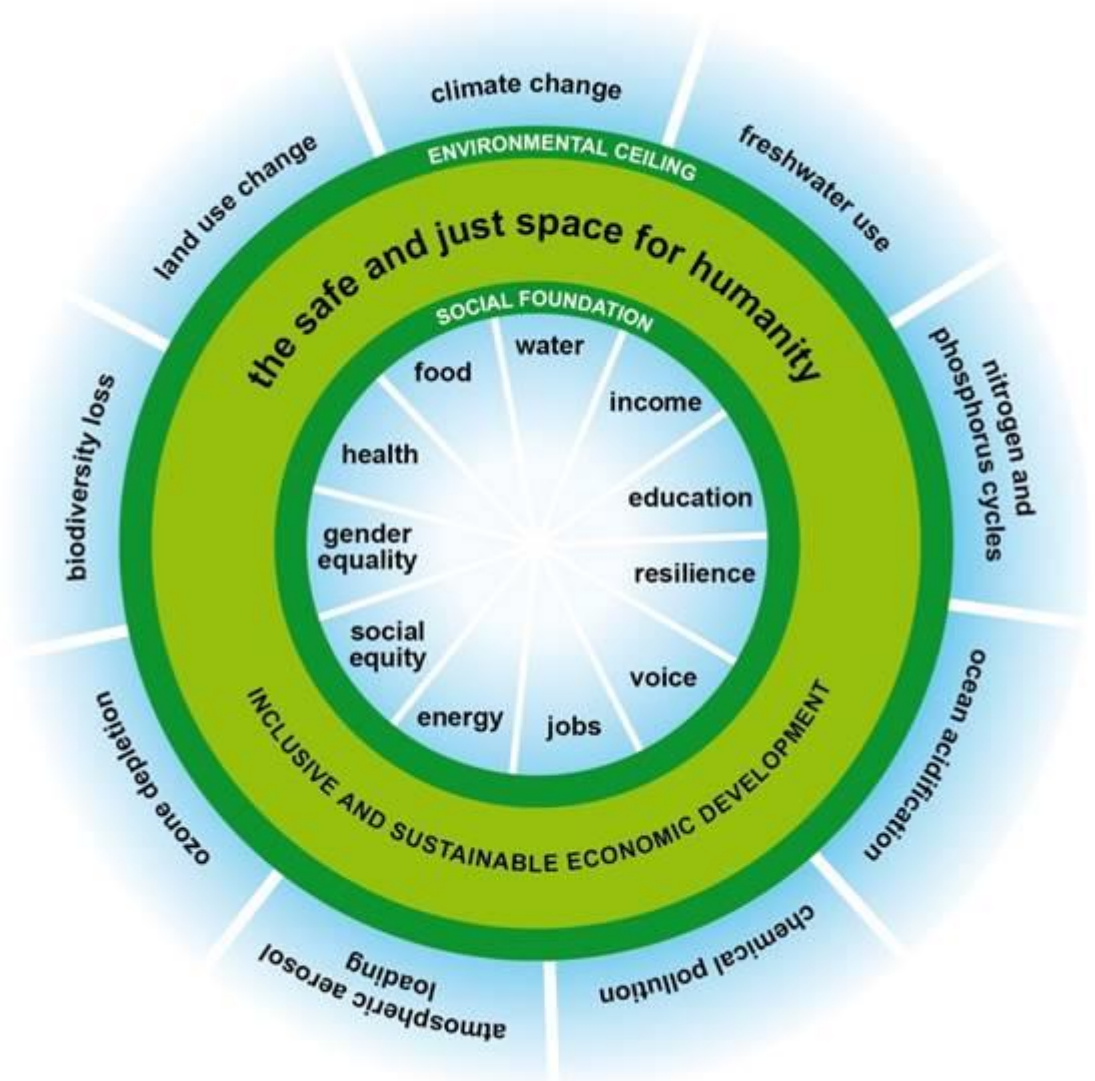 climate change
freshwater use
nitrogen and
phosphorus cycles
ocean acidification
chemical pollution
atmospheric aerosol
loading
ozone depletion
biodiversity loss
land use change
ENVIRONMENTAL CEILING
the safe and just space for humanity
SOCIAL FOUNDATION
water
income
education
resilience
voice
jobs
energy
social
equity
gender
equality
health
food
INCLUSIVE AND SUSTAINABLE ECONOMIC DEVELOPMENT